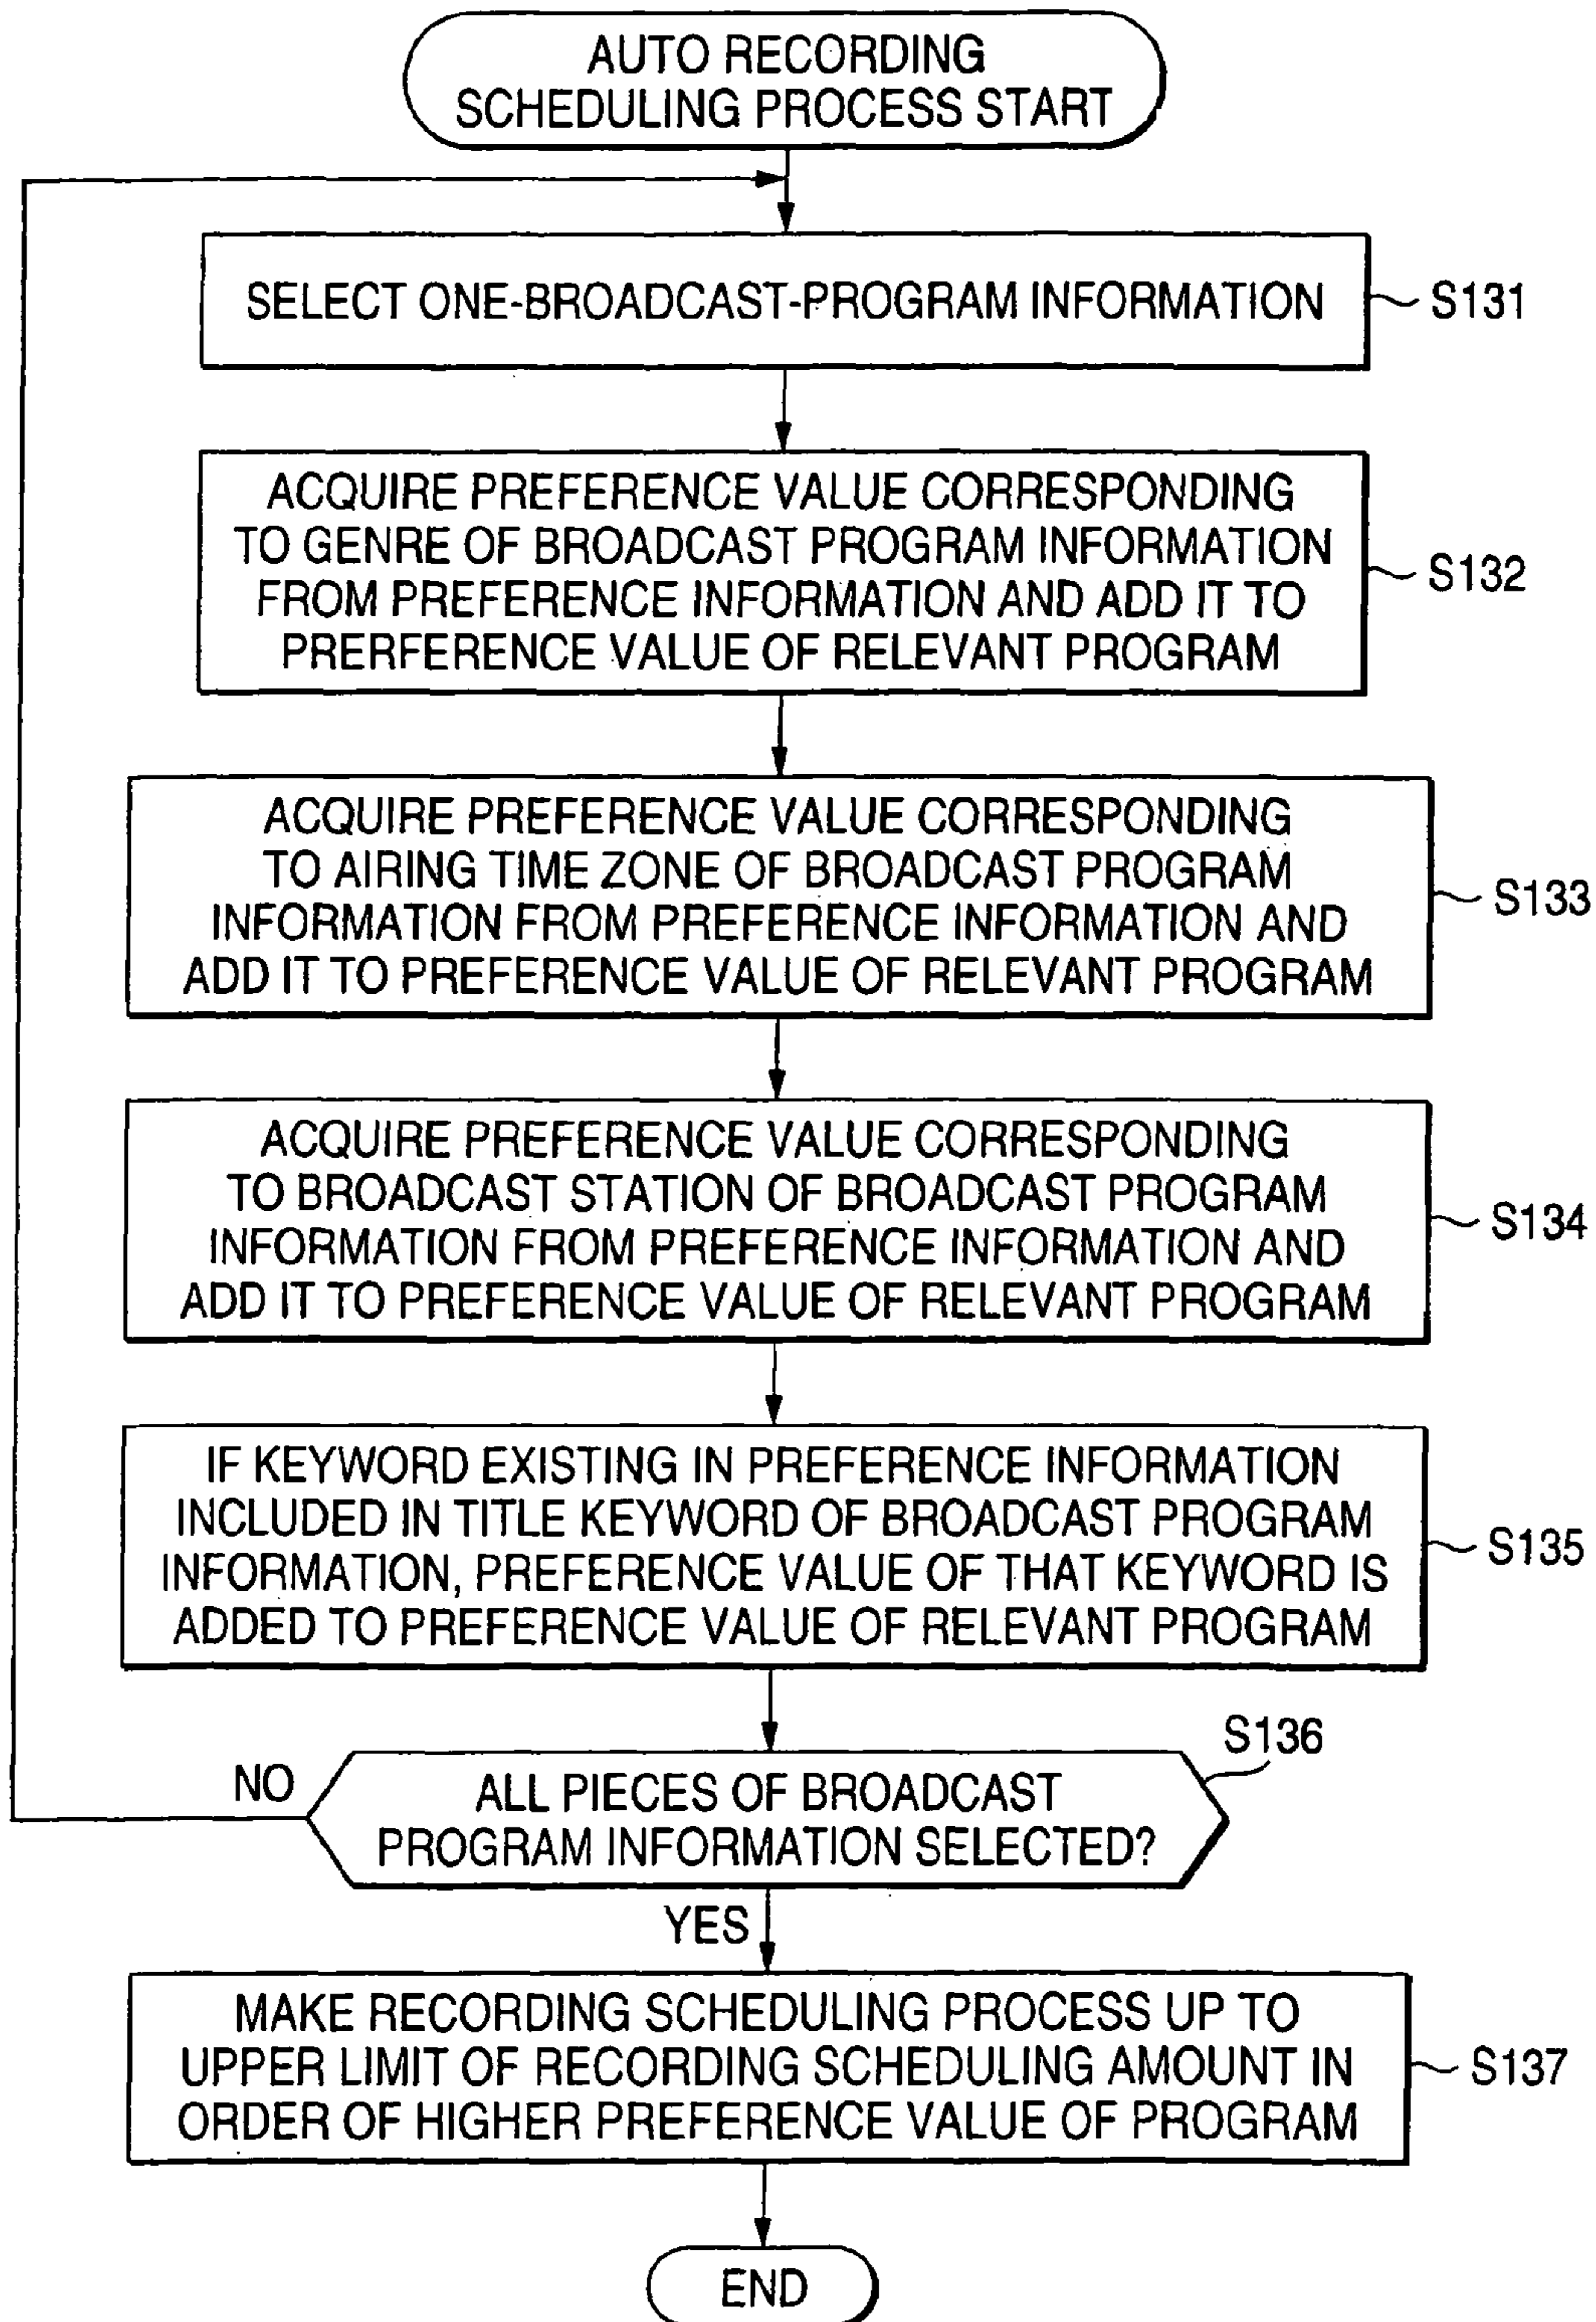 AUTO RECORDING
SCHEDULING PROCESS START
SELECT ONE-BROADCAST-PROGRAM INFORMATION
S131
ACQUIRE PREFERENCE VALUE CORRESPONDING
TO GENRE OF BROADCAST PROGRAM INFORMATION
FROM PREFERENCE INFORMATION AND ADD IT TO
PRERFERENCE VALUE OF RELEVANT PROGRAM
S132
ACQUIRE PREFERENCE VALUE CORRESPONDING
TO AIRING TIME ZONE OF BROADCAST PROGRAM
INFORMATION FROM PREFERENCE INFORMATION AND
ADD IT TO PREFERENCE VALUE OF RELEVANT PROGRAM
S133
ACQUIRE PREFERENCE VALUE CORRESPONDING
TO BROADCAST STATION OF BROADCAST PROGRAM
INFORMATION FROM PREFERENCE INFORMATION AND
ADD IT TO PREFERENCE VALUE OF RELEVANT PROGRAM
S134
IF KEYWORD EXISTING IN PREFERENCE INFORMATION
INCLUDED IN TITLE KEYWORD OF BROADCAST PROGRAM
INFORMATION, PREFERENCE VALUE OF THAT KEYWORD IS
ADDED TO PREFERENCE VALUE OF RELEVANT PROGRAM
S135
S136
NO
ALL PIECES OF BROADCAST
PROGRAM INFORMATION SELECTED?
YES
MAKE RECORDING SCHEDULING PROCESS UP TO
UPPER LIMIT OF RECORDING SCHEDULING AMOUNT IN
ORDER OF HIGHER PREFERENCE VALUE OF PROGRAM
S137
END